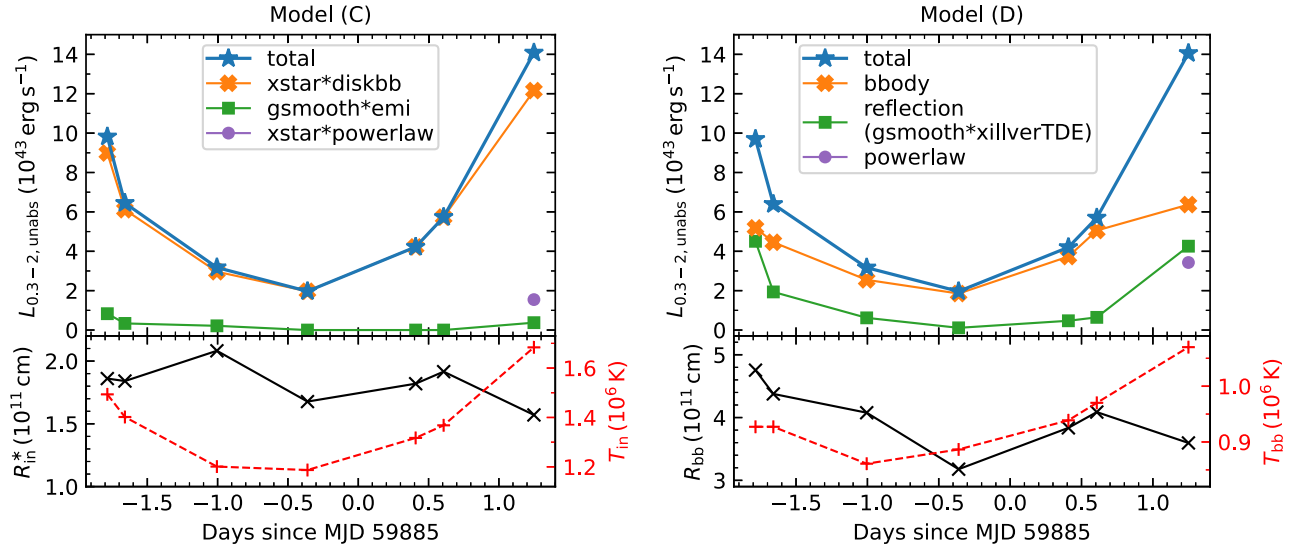 Model (C)
total
xstar*diskbb
gsmooth*emi
xstar*powerlaw
L0.3−2, unabs (10^43 erg s^−1)
14
12
10
8
6
4
2
0
R*in (10^11 cm)
2.0
1.5
1.0
Tin (10^6 K)
1.6
1.4
1.2
−1.5 −1.0 −0.5 0.0 0.5 1.0
Days since MJD 59885
Model (D)
total
bbody
reflection
(gsmooth*xillverTDE)
powerlaw
L0.3−2, unabs (10^43 erg s^−1)
14
12
10
8
6
4
2
0
Rbb (10^11 cm)
5
4
3
Tbb (10^6 K)
1.0
0.9
−1.5 −1.0 −0.5 0.0 0.5 1.0
Days since MJD 59885